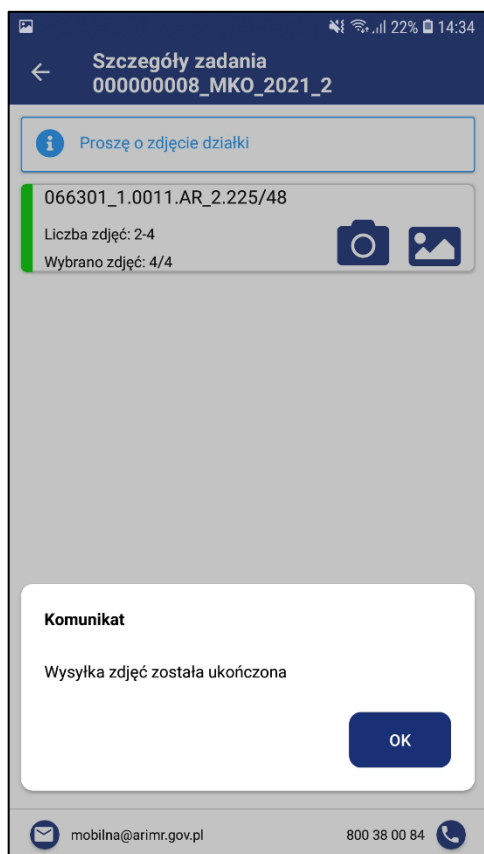 22% 14:34
Szczegóły zadania
000000008_MKO_2021_2
Proszę o zdjęcie działki
066301_1.0011.AR_2.225/48
Liczba zdjęć: 2-4
Wybrano zdjęć: 4/4
Komunikat
Wysyłka zdjęć została ukończona
OK
mobilna@arimr.gov.pl 800 38 00 84